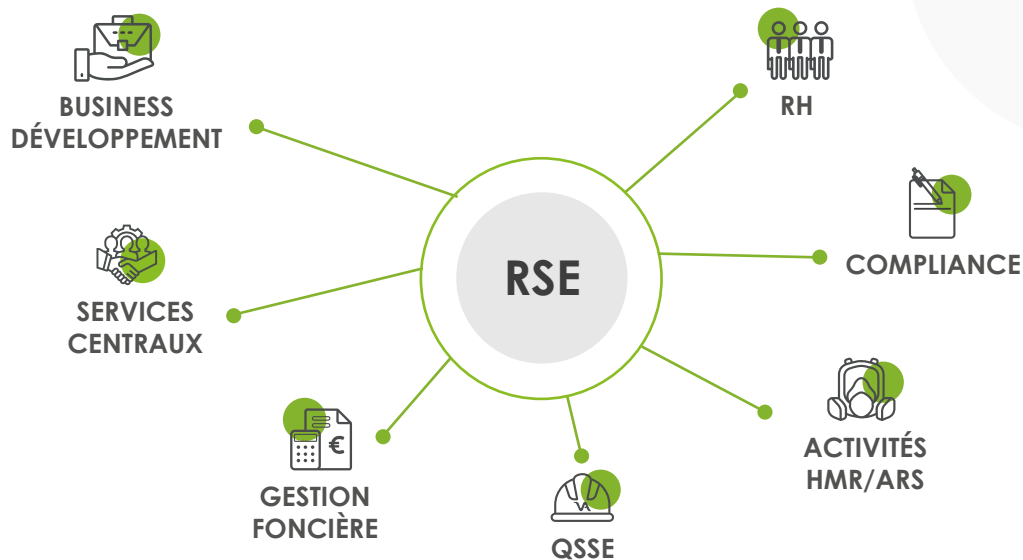 BUSINESS
DÉVELOPPEMENT
RH
COMPLIANCE
RSE
SERVICES
CENTRAUX
ACTIVITÉS
HMR/ARS
€
GESTION
FONCIÈRE
QSSE